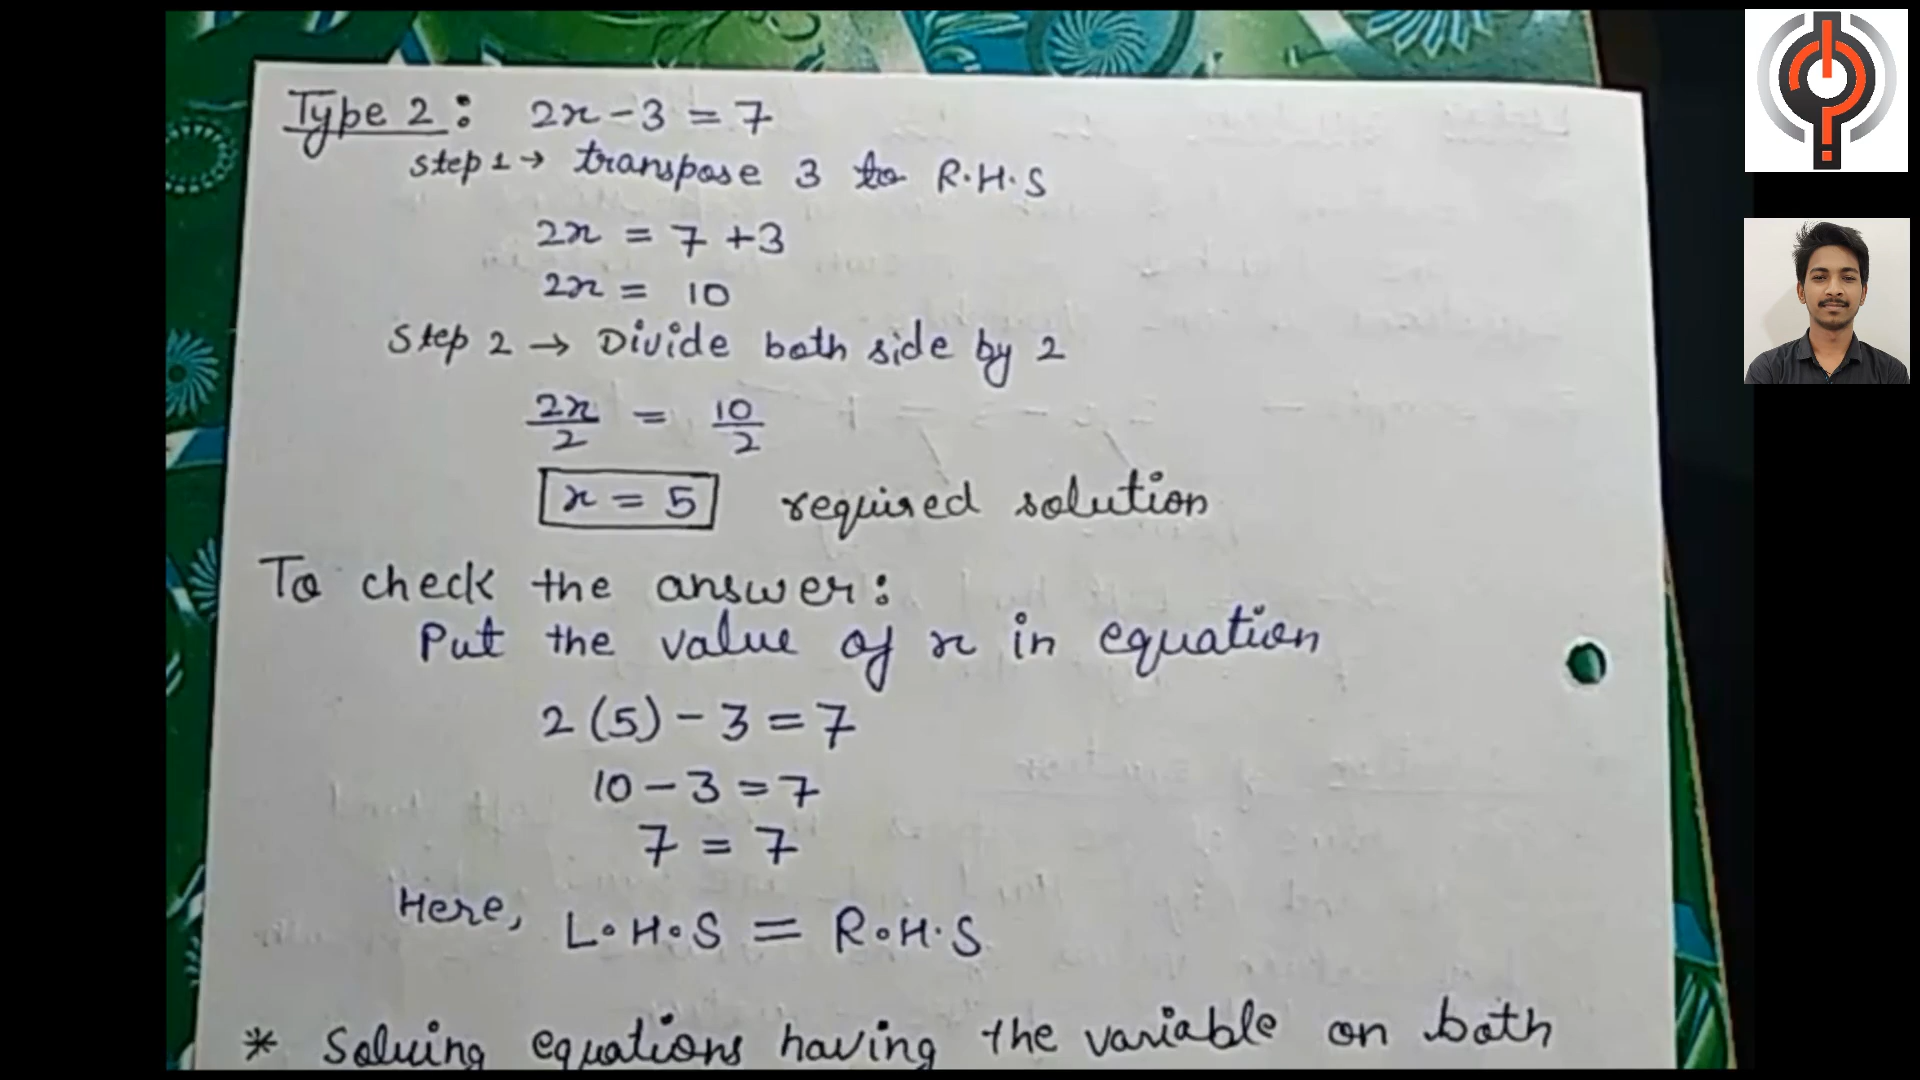 Type 2: 2x - 3 = 7
Step 1 → transpose 3 to R.H.S
2x = 7 + 3
2x = 10
Step 2 → Divide both side by 2
2x/2 = 10/2
x = 5 required solution
To check the answer:
Put the value of x in equation
2 (5) - 3 = 7
10 - 3 = 7
7 = 7
Here, L.H.S = R.H.S
* Solving equations having the variable on both